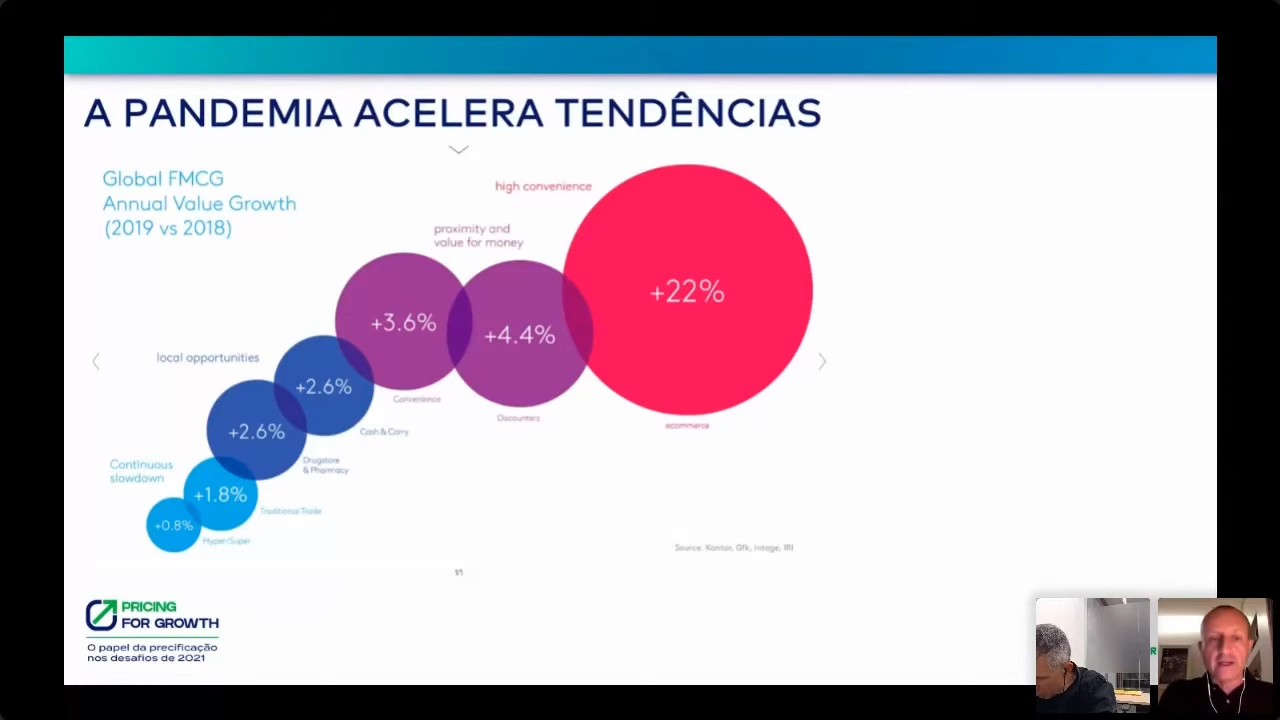 A PANDEMIA ACELERA TENDÊNCIAS
Global FMCG
Annual Value Growth
(2019 vs 2018)
high convenience
proximity and
value for money
+22%
+3.6%
+4.4%
local opportunities
+2.6%
Convenience
Discounters
ecommerce
+2.6%
Cash & Carry
Continuous
slowdown
Drugstore
& Pharmacy
+1.8%
Traditional Trade
+0.8%
Hyper+Super
Source: Kantar, Gfk, Intage, IRI
1/1
PRICING
FOR GROWTH
O papel da precificação
nos desafios de 2021
R